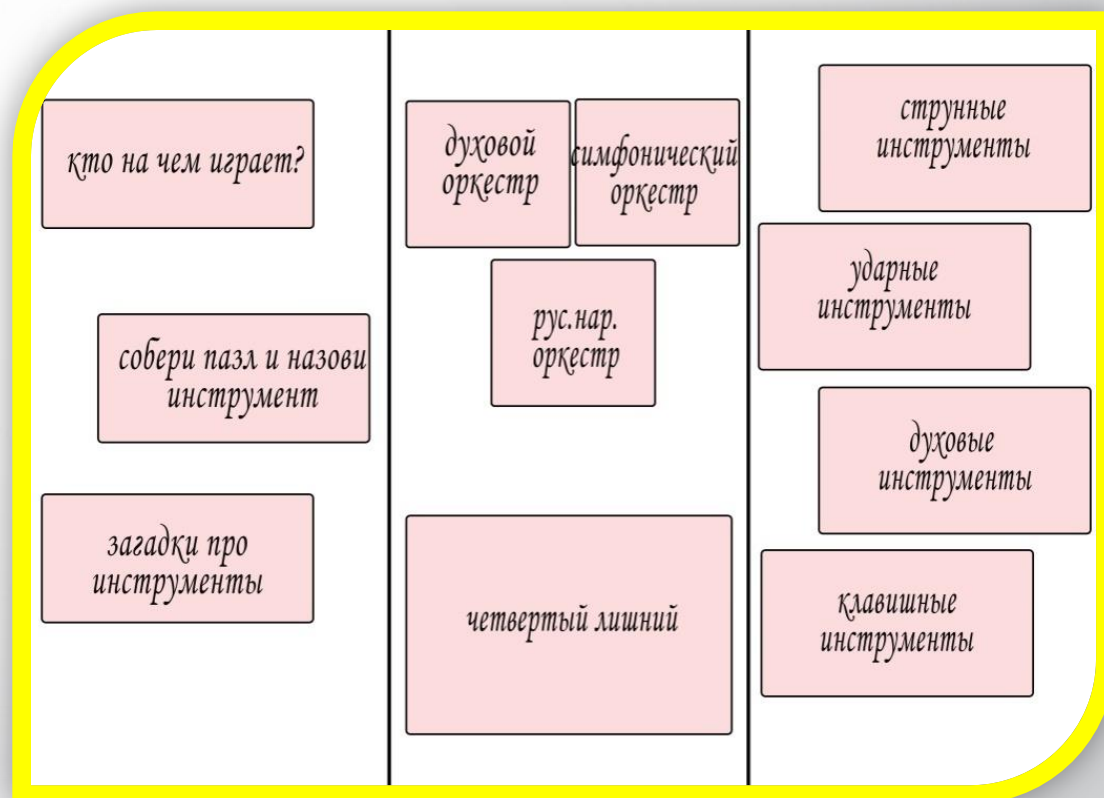 кто на чем играет?
собери пазл и назови
инструмент
загадки про
инструменты
духовой
оркестр
симфонический
оркестр
рус.нар.
оркестр
четвертый лишний
струнные
инструменты
ударные
инструменты
духовые
инструменты
клавишные
инструменты